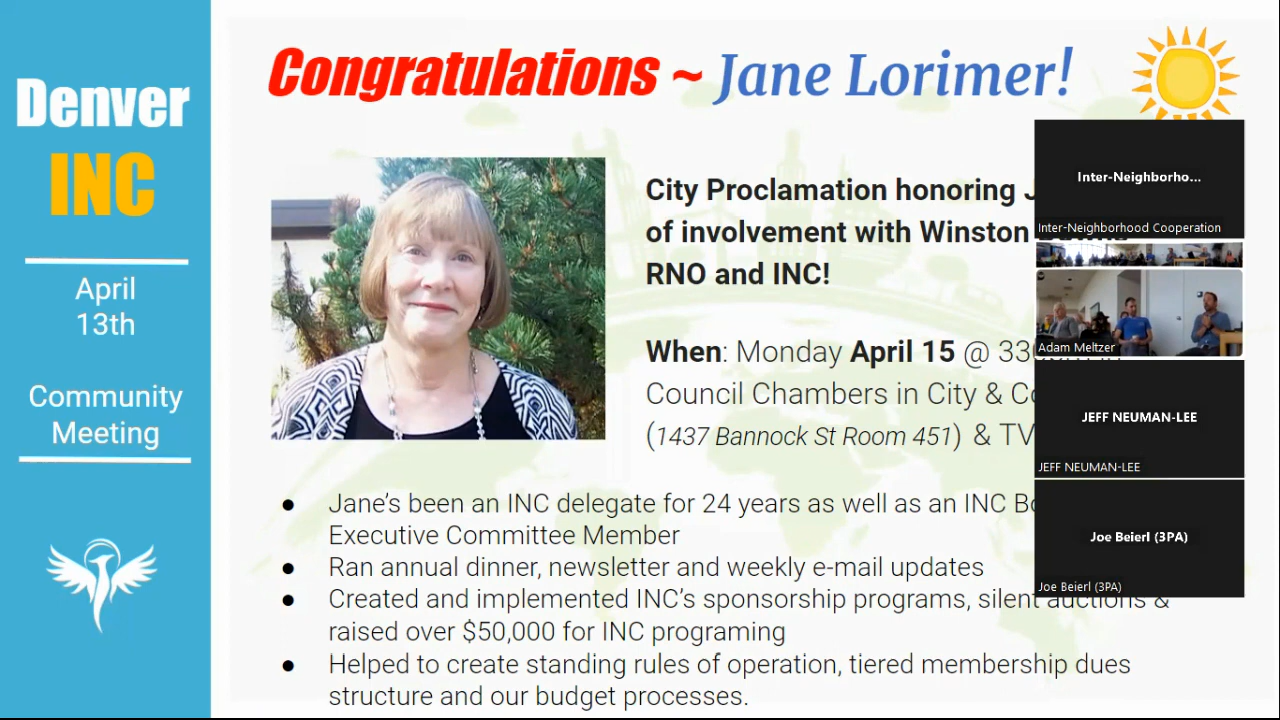 Denver
INC
April
13th
Community
Meeting
Congratulations ~ Jane Lorimer!
City Proclamation honoring
of involvement with Winston
RNO and INC!
When: Monday April 15 @ 330
Council Chambers in City &
(1437 Bannock St Room 451) & TV
Jane's been an INC delegate for 24 years as well as an INC
Executive Committee Member
Ran annual dinner, newsletter and weekly e-mail updates
Created and implemented INC's sponsorship programs, silent auctions &
raised over $50,000 for INC programing
Helped to create standing rules of operation, tiered membership dues
structure and our budget processes.
Inter-Neighborho...
Inter-Neighborhood Cooperation
Adam Meltzer
JEFF NEUMAN-LEE
JEFF NEUMAN-LEE
Joe Beierl (3PA)
Joe Beierl (3PA)